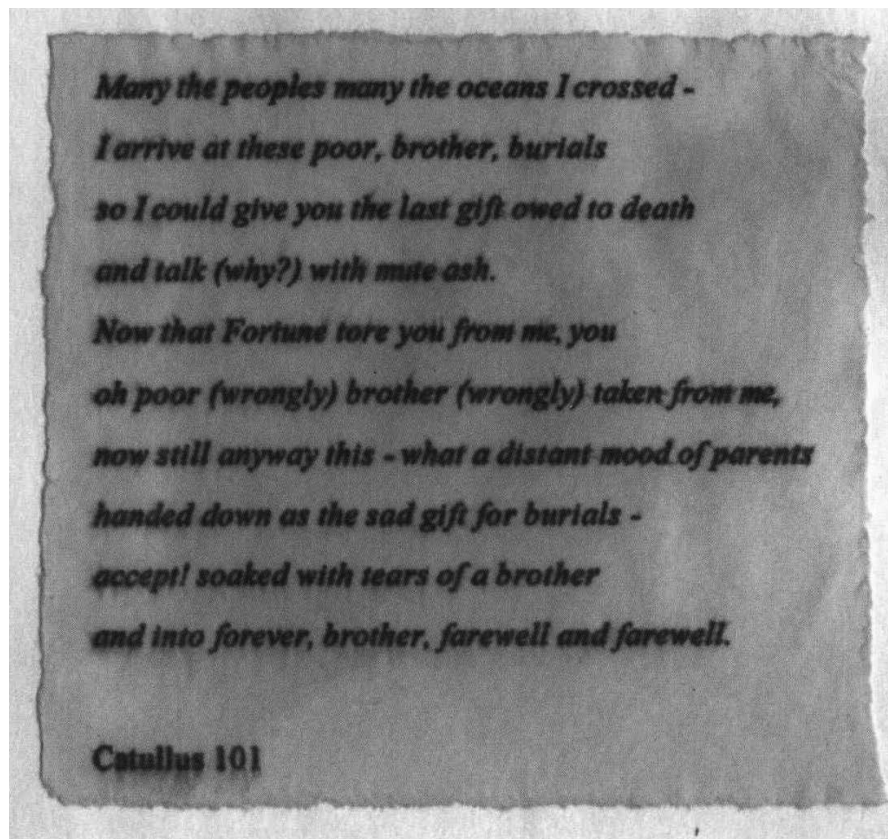 Many the peoples many the oceans I crossed -
I arrive at these poor, brother, burials
so I could give you the last gift owed to death
and talk (why?) with mute ash.
Now that Fortune tore you from me, you
oh poor (wrongly) brother (wrongly) taken from me,
now still anyway this - what a distant mood of parents
handed down as the sad gift for burials -
accept! soaked with tears of a brother
and into forever, brother, farewell and farewell.
Catullus 101